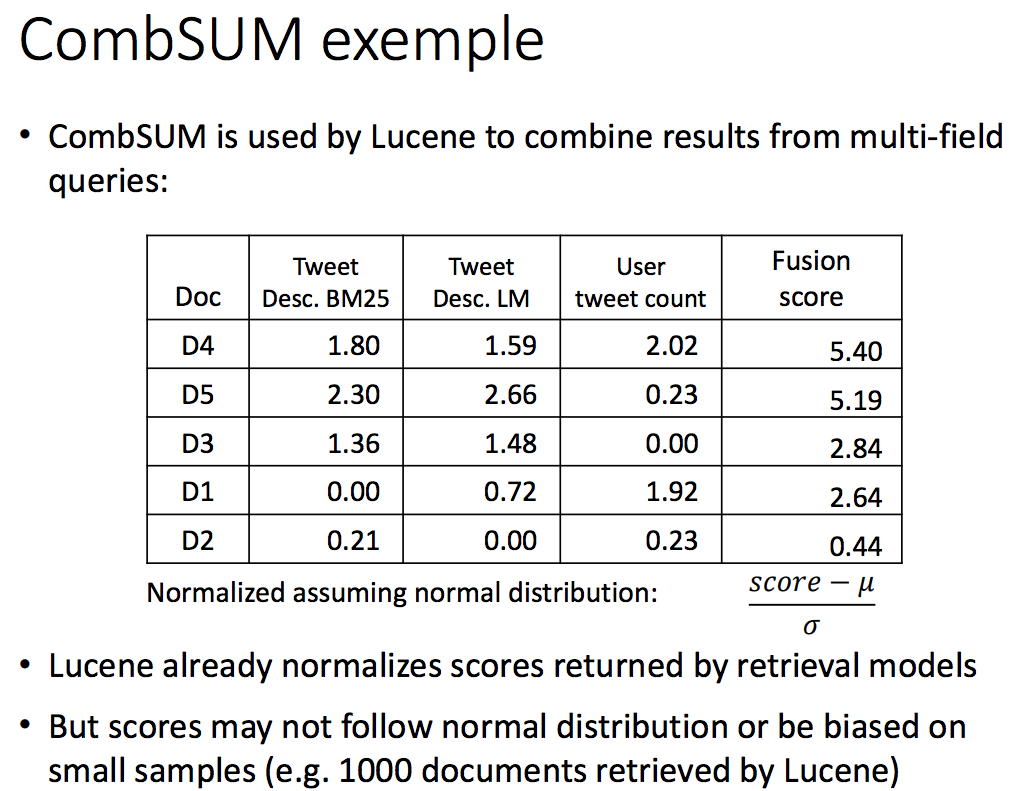 CombSUM exemple
• CombSUM is used by Lucene to combine results from multi-field
queries:
Doc Tweet Desc. BM25 Tweet Desc. LM User tweet count Fusion score
D4 1.80 1.59 2.02 5.40
D5 2.30 2.66 0.23 5.19
D3 1.36 1.48 0.00 2.84
D1 0.00 0.72 1.92 2.64
D2 0.21 0.00 0.23 0.44
Normalized assuming normal distribution:
score − μ
σ
• Lucene already normalizes scores returned by retrieval models
• But scores may not follow normal distribution or be biased on
small samples (e.g. 1000 documents retrieved by Lucene)